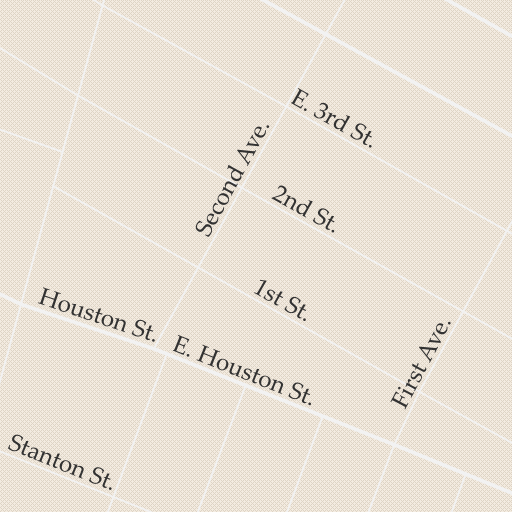 E. 3rd St.
Second Ave.
2nd St.
1st St.
Houston St.
E. Houston St.
First Ave.
Stanton St.